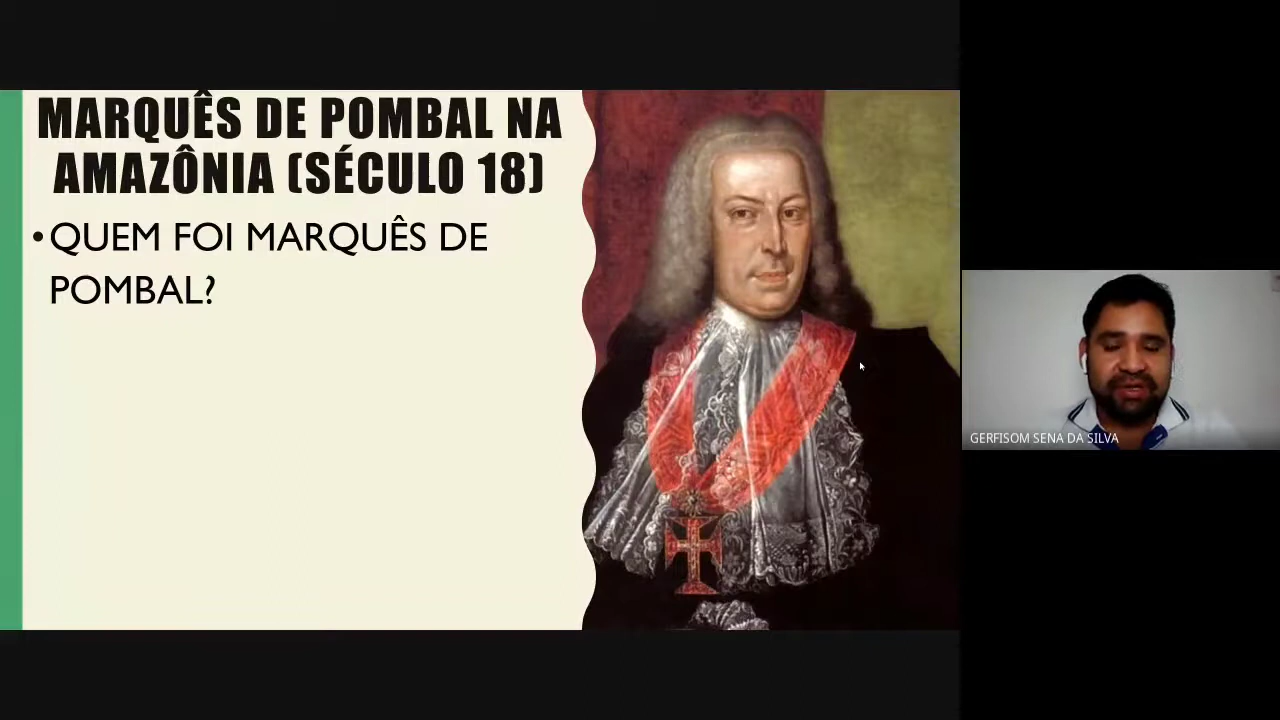 MARQUÊS DE POMBAL NA
AMAZÔNIA (SÉCULO 18)
•QUEM FOI MARQUÊS DE
POMBAL?
GERFISOM SENA DA SILVA